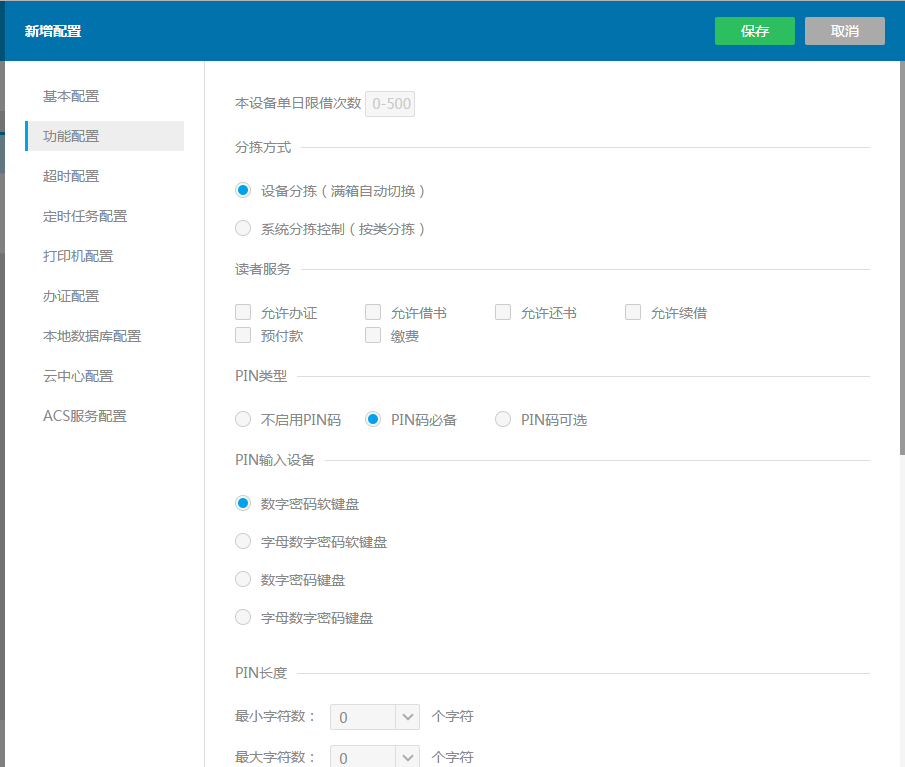 新增配置
保存
取消
基本配置
功能配置
超时配置
定时任务配置
打印机配置
办证配置
本地数据库配置
云中心配置
ACS服务配置
本设备单日限借次数 0-500
分拣方式
设备分拣（满箱自动切换）
系统分拣控制（按类分拣）
读者服务
允许办证 允许借书 允许还书 允许续借
预付款 缴费
PIN类型
不启用PIN码 PIN码必备 PIN码可选
PIN输入设备
数字密码软键盘
字母数字密码软键盘
数字密码键盘
字母数字密码键盘
PIN长度
最小字符数： 0 个字符
最大字符数： 0 个字符